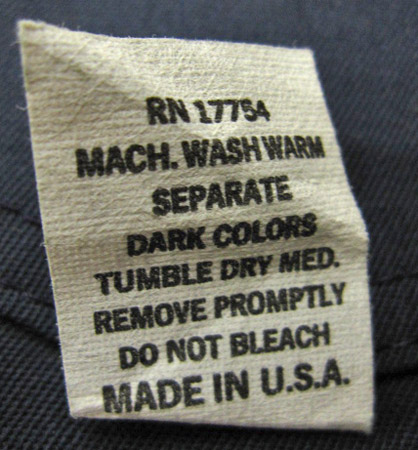 RN 17754
MACH. WASH WARM
SEPARATE
DARK COLORS
TUMBLE DRY MED.
REMOVE PROMPTLY
DO NOT BLEACH
MADE IN U.S.A.